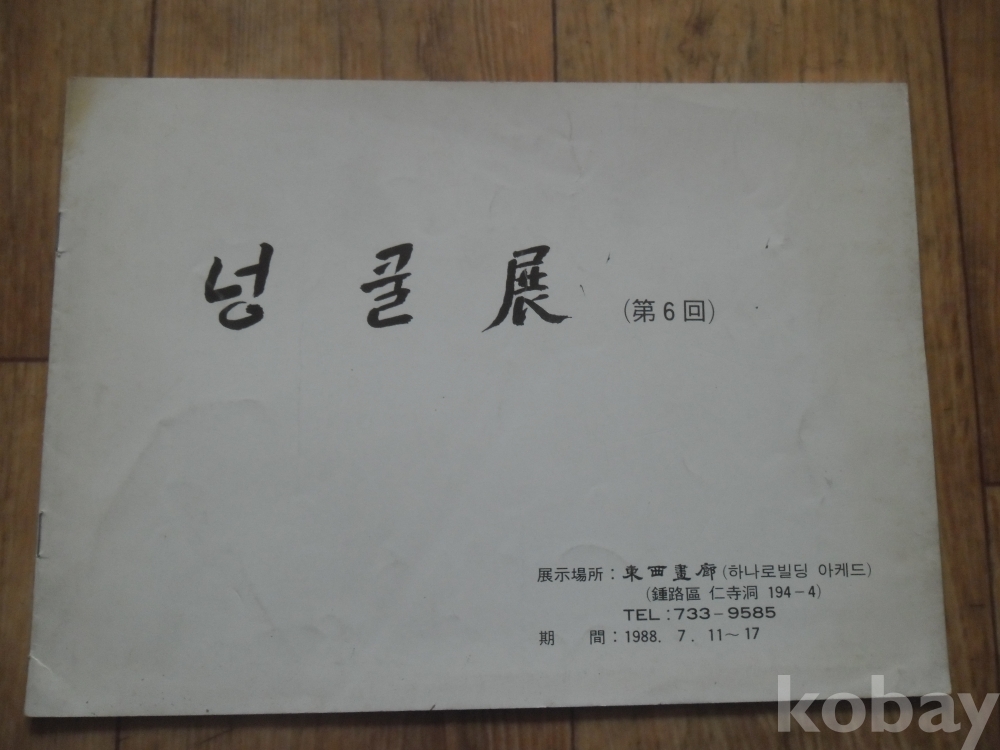 넝쿨展 (第6回)
展示場所 : 東西畫廊 (하나로빌딩 아케드)
(鍾路區 仁寺洞 194-4)
TEL : 733-9585
期 間 : 1988. 7. 11~17
kobay